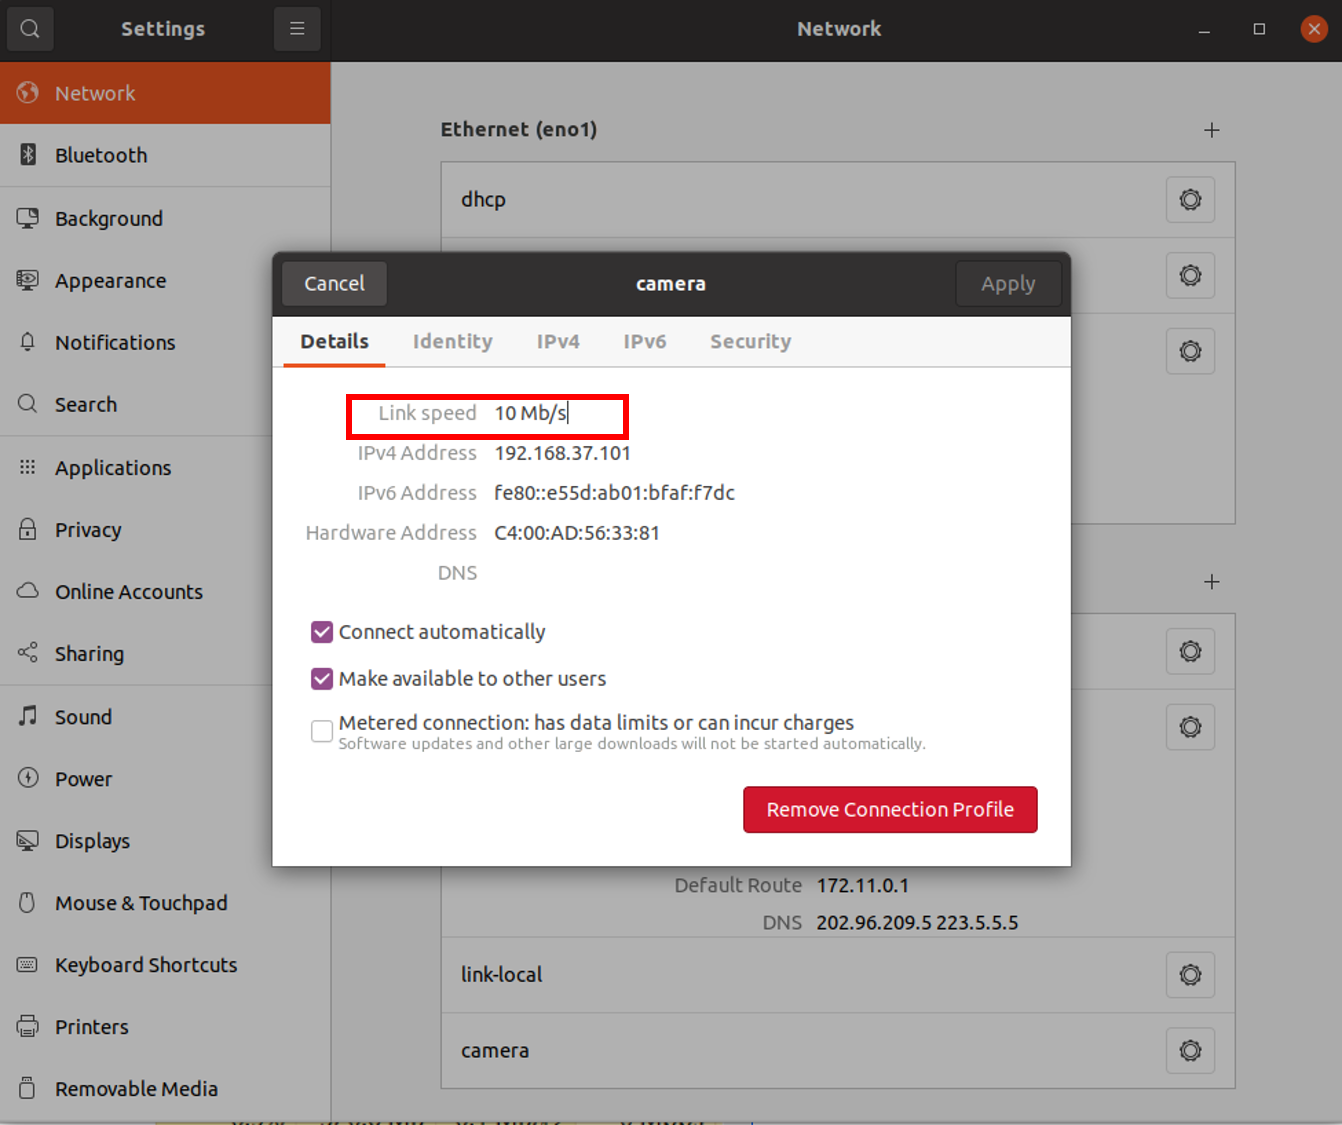 Settings
Network
Network
Bluetooth
Background
Appearance
Notifications
Search
Applications
Privacy
Online Accounts
Sharing
Sound
Power
Displays
Mouse & Touchpad
Keyboard Shortcuts
Printers
Removable Media
Ethernet (eno1)
dhcp
Cancel
camera
Apply
Details Identity IPv4 IPv6 Security
Link speed 10 Mb/s
IPv4 Address 192.168.37.101
IPv6 Address fe80::e55d:ab01:bfaf:f7dc
Hardware Address C4:00:AD:56:33:81
DNS
Connect automatically
Make available to other users
Metered connection: has data limits or can incur charges
Software updates and other large downloads will not be started automatically.
Remove Connection Profile
Default Route 172.11.0.1
DNS 202.96.209.5 223.5.5.5
link-local
camera